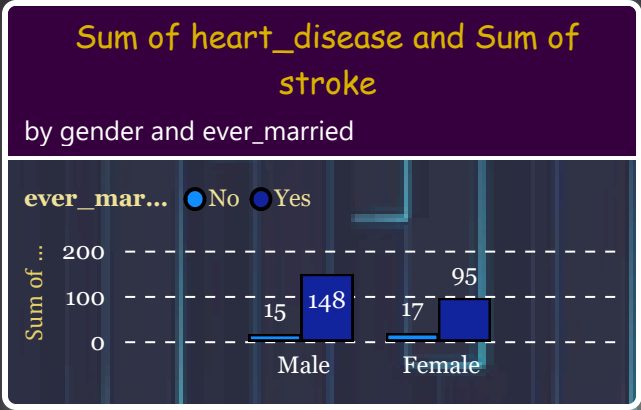 Sum of heart_disease and Sum of
stroke
by gender and ever_married
ever_mar... No Yes
Sum of ...
200
100
0
15 148 17 95
Male Female